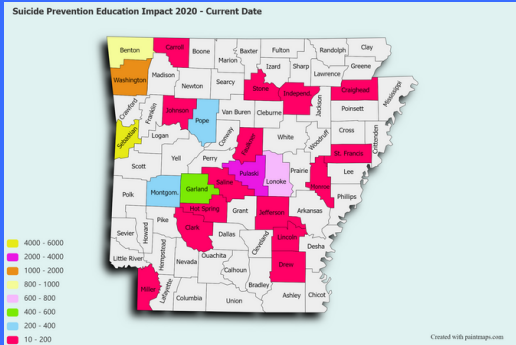 Suicide Prevention Education Impact 2020 - Current Date
Benton
Carroll
Boone
Marion
Baxter
Fulton
Randolph
Clay
Washington
Madison
Newton
Searcy
Izard
Sharp
Lawrence
Greene
Stone
Independ.
Craighead
Mississippi
Crawford
Franklin
Johnson
Pope
Van Buren
Cleburne
Jackson
Poinsett
Sebastian
Logan
Conway
Faulkner
White
Woodruff
Cross
Crittenden
Scott
Yell
Perry
Pulaski
Lonoke
Prairie
St. Francis
Lee
Monroe
Phillips
Polk
Montgom.
Garland
Saline
Hot Spring
Grant
Jefferson
Arkansas
Sevier
Howard
Pike
Clark
Dallas
Cleveland
Lincoln
Desha
Little River
Hempstead
Nevada
Ouachita
Calhoun
Bradley
Drew
Miller
Lafayette
Columbia
Union
Ashley
Chicot
4000 - 6000
2000 - 4000
1000 - 2000
800 - 1000
600 - 800
400 - 600
200 - 400
10 - 200
Created with paintmaps.com